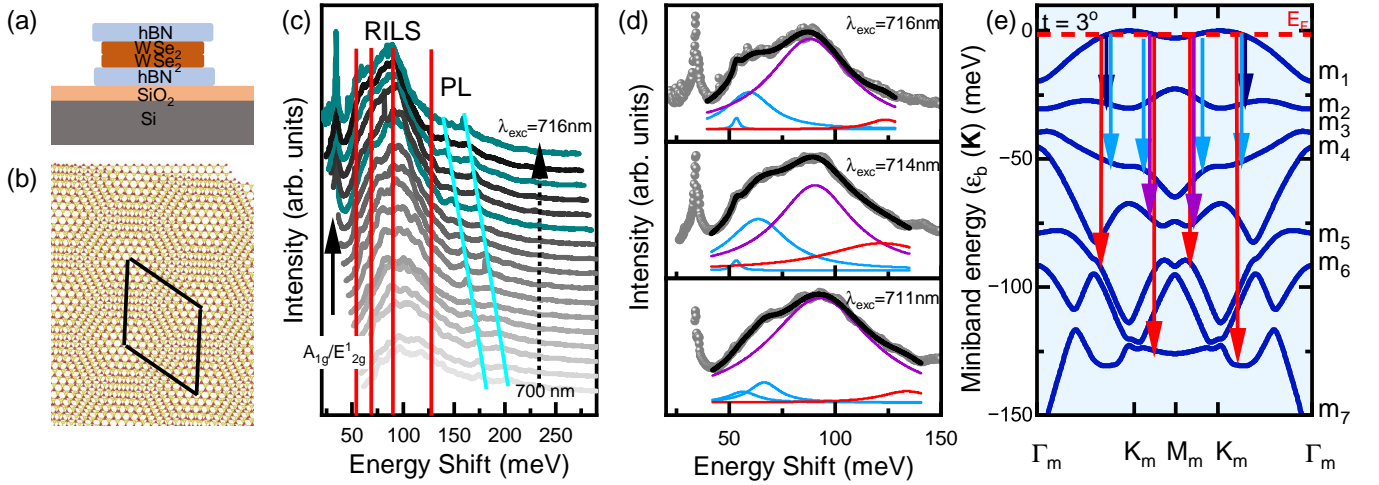 (a)
hBN
WSe₂
WSe₂
hBN
SiO₂
Si
(b)
(c)
Intensity (arb. units)
RILS
PL
λexc=716nm
A1g/E¹2g
700 nm
50 100 150 200 250
Energy Shift (meV)
(d)
Intensity (arb. units)
λexc=716nm
λexc=714nm
λexc=711nm
50 100 150
Energy Shift (meV)
(e)
t = 3°
EF
Miniband energy (εb (K) (meV)
0
−50
−100
−150
m1
m2
m3
m4
m5
m6
m7
Γm Km Mm Km Γm